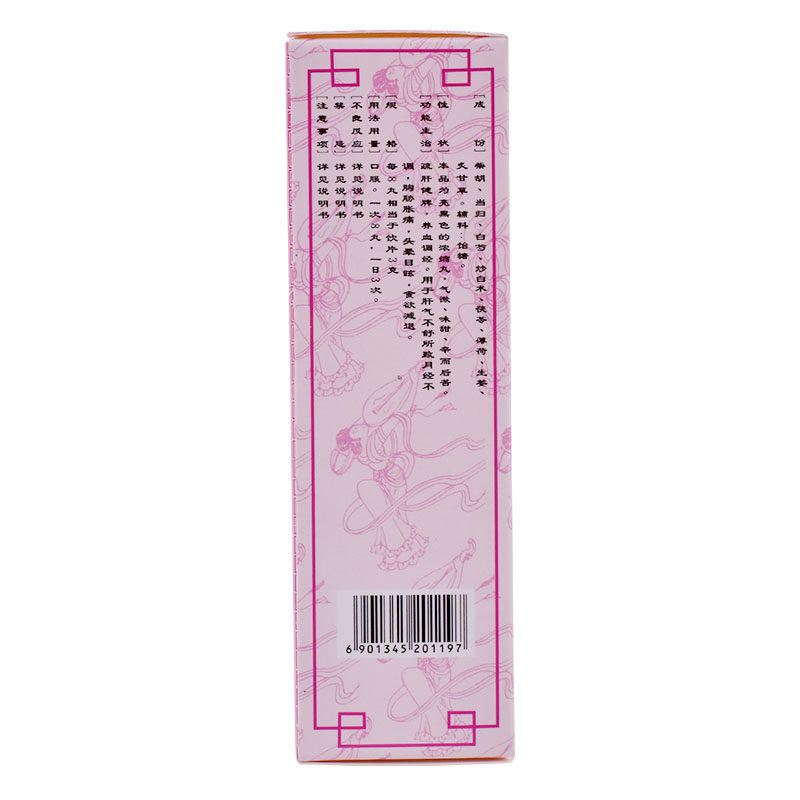 [成份]柴胡、当归、白芍、炒白术、茯苓、薄荷、生姜、
炙甘草。辅料:饴糖。
[性状]本品为亮黑色的浓缩丸,气微、味甜、辛而后苦。
[功能主治]疏肝健脾,养血调经。用于肝气不舒所致月经不
调,胸胁胀痛,头晕目眩,食欲减退。
[规格]每8丸相当于饮片3克
[用法用量]口服。一次8丸,一日3次。
[不良反应]详见说明书
[禁忌]详见说明书
[注意事项]详见说明书
6 901345 201197